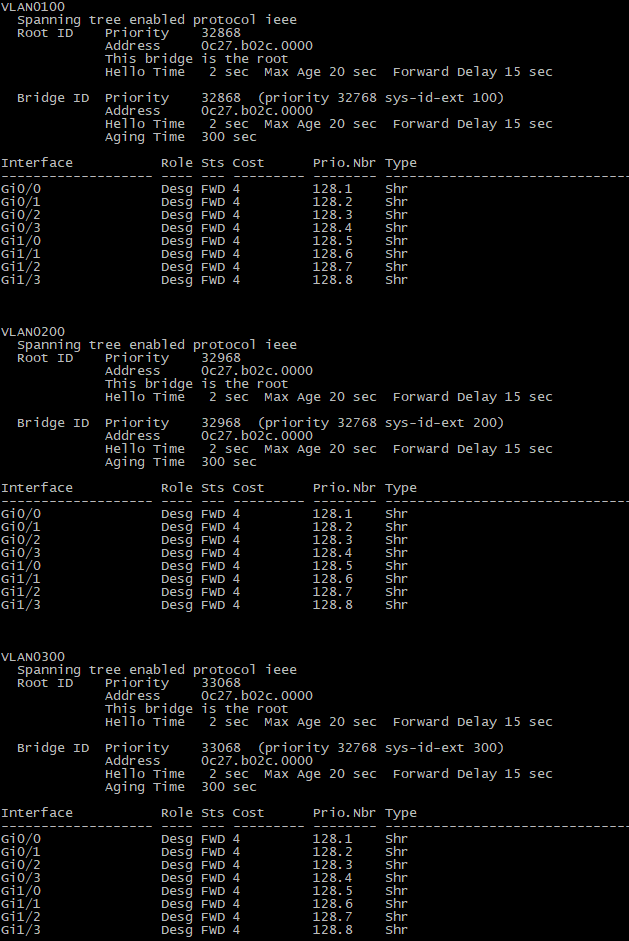 VLAN0100
  Spanning tree enabled protocol ieee
  Root ID    Priority    32868
             Address     0c27.b02c.0000
             This bridge is the root
             Hello Time   2 sec  Max Age 20 sec  Forward Delay 15 sec

  Bridge ID  Priority    32868  (priority 32768 sys-id-ext 100)
             Address     0c27.b02c.0000
             Hello Time   2 sec  Max Age 20 sec  Forward Delay 15 sec
             Aging Time  300 sec

Interface           Role Sts Cost      Prio.Nbr Type
------------------- ---- --- --------- -------- -------------------------------
Gi0/0               Desg FWD 4         128.1    Shr
Gi0/1               Desg FWD 4         128.2    Shr
Gi0/2               Desg FWD 4         128.3    Shr
Gi0/3               Desg FWD 4         128.4    Shr
Gi1/0               Desg FWD 4         128.5    Shr
Gi1/1               Desg FWD 4         128.6    Shr
Gi1/2               Desg FWD 4         128.7    Shr
Gi1/3               Desg FWD 4         128.8    Shr

VLAN0200
  Spanning tree enabled protocol ieee
  Root ID    Priority    32968
             Address     0c27.b02c.0000
             This bridge is the root
             Hello Time   2 sec  Max Age 20 sec  Forward Delay 15 sec

  Bridge ID  Priority    32968  (priority 32768 sys-id-ext 200)
             Address     0c27.b02c.0000
             Hello Time   2 sec  Max Age 20 sec  Forward Delay 15 sec
             Aging Time  300 sec

Interface           Role Sts Cost      Prio.Nbr Type
------------------- ---- --- --------- -------- -------------------------------
Gi0/0               Desg FWD 4         128.1    Shr
Gi0/1               Desg FWD 4         128.2    Shr
Gi0/2               Desg FWD 4         128.3    Shr
Gi0/3               Desg FWD 4         128.4    Shr
Gi1/0               Desg FWD 4         128.5    Shr
Gi1/1               Desg FWD 4         128.6    Shr
Gi1/2               Desg FWD 4         128.7    Shr
Gi1/3               Desg FWD 4         128.8    Shr

VLAN0300
  Spanning tree enabled protocol ieee
  Root ID    Priority    33068
             Address     0c27.b02c.0000
             This bridge is the root
             Hello Time   2 sec  Max Age 20 sec  Forward Delay 15 sec

  Bridge ID  Priority    33068  (priority 32768 sys-id-ext 300)
             Address     0c27.b02c.0000
             Hello Time   2 sec  Max Age 20 sec  Forward Delay 15 sec
             Aging Time  300 sec

Interface           Role Sts Cost      Prio.Nbr Type
------------------- ---- --- --------- -------- -------------------------------
Gi0/0               Desg FWD 4         128.1    Shr
Gi0/1               Desg FWD 4         128.2    Shr
Gi0/2               Desg FWD 4         128.3    Shr
Gi0/3               Desg FWD 4         128.4    Shr
Gi1/0               Desg FWD 4         128.5    Shr
Gi1/1               Desg FWD 4         128.6    Shr
Gi1/2               Desg FWD 4         128.7    Shr
Gi1/3               Desg FWD 4         128.8    Shr